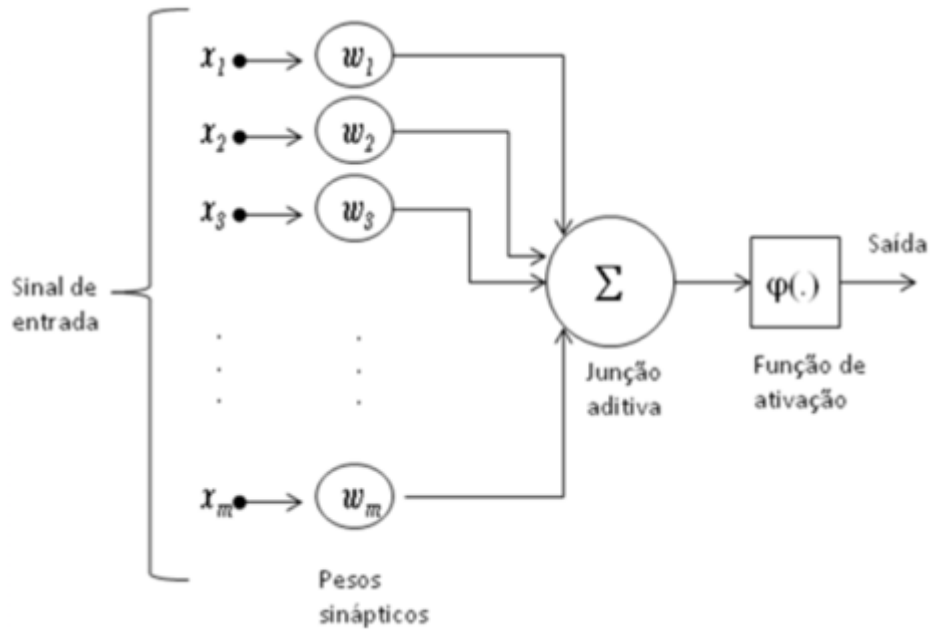 x1 w1
x2 w2
x3 w3
Sinal de
entrada
Σ
φ(.)
Saída
Junção
aditiva
Função de
ativação
xm wm
Pesos
sinápticos